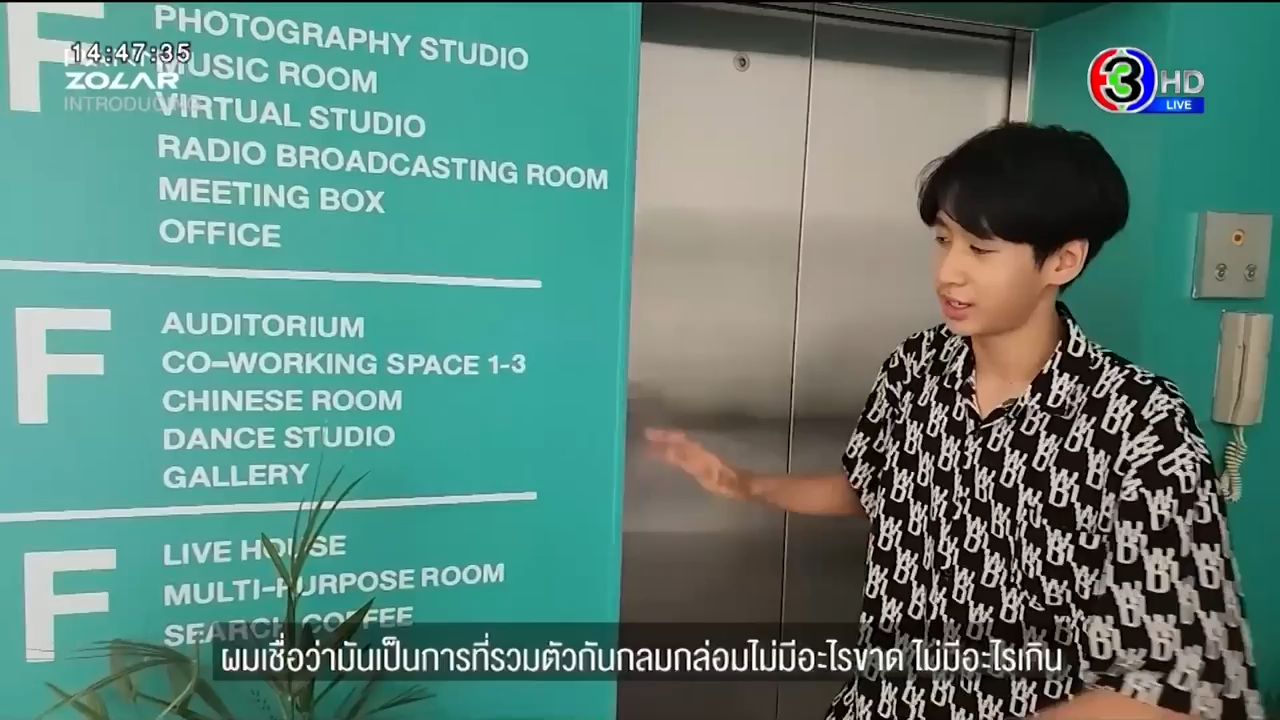 F
PHOTOGRAPHY STUDIO
MUSIC ROOM
VIRTUAL STUDIO
RADIO BROADCASTING ROOM
MEETING BOX
OFFICE
14:47:35
ZOLAR
INTRODUCING
3 HD
LIVE
F
AUDITORIUM
CO-WORKING SPACE 1-3
CHINESE ROOM
DANCE STUDIO
GALLERY
F
LIVE HOUSE
MULTI-PURPOSE ROOM
SEARCH COFFEE
ผมเชื่อว่ามันเป็นการที่รวมตัวกันกลมกล่อมไม่มีอะไรขาด ไม่มีอะไรเกิน